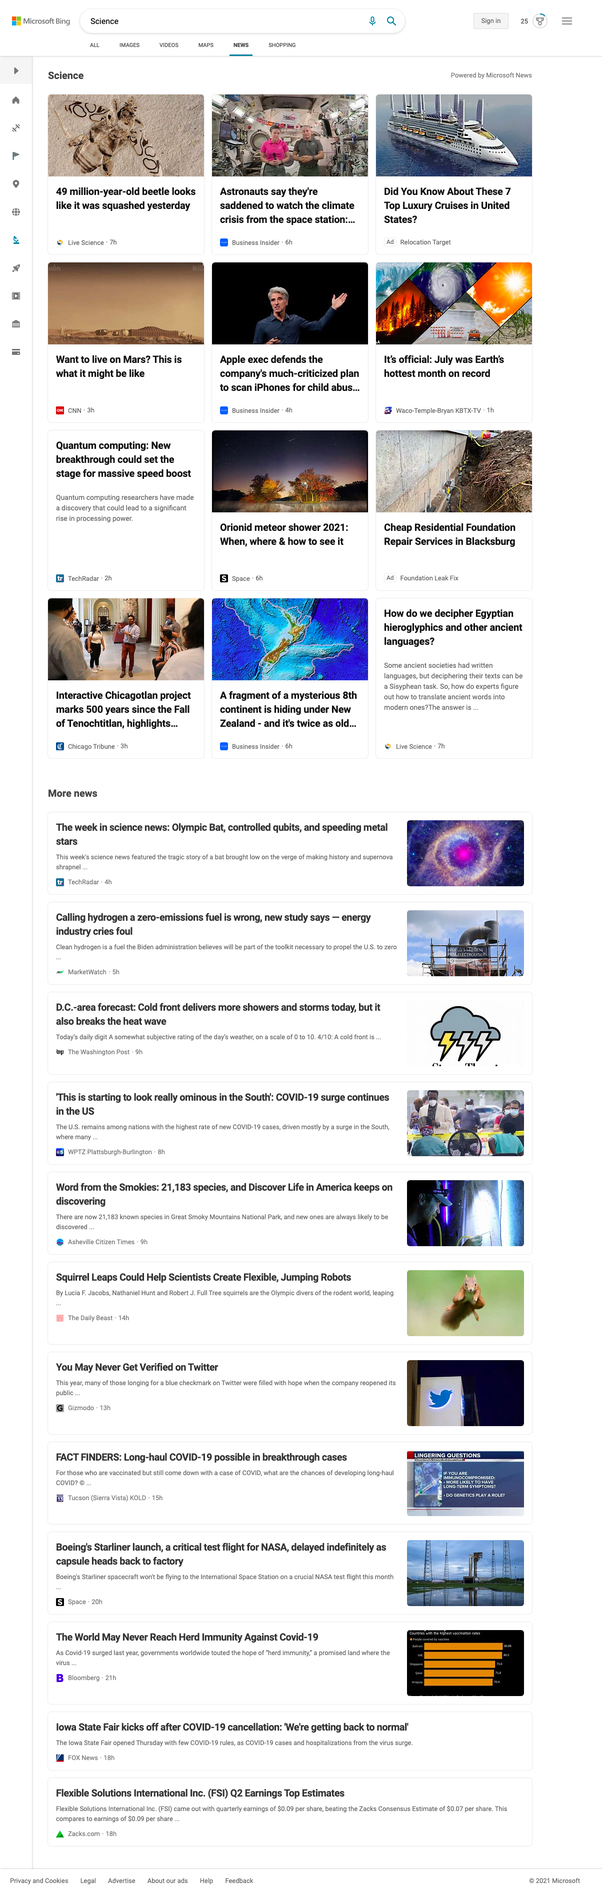 Microsoft Bing
Science
Sign in
25
ALL
IMAGES
VIDEOS
MAPS
NEWS
SHOPPING
Science
Powered by Microsoft News
49 million-year-old beetle looks
like it was squashed yesterday
Live Science · 7h
Astronauts say they're
saddened to watch the climate
crisis from the space station:...
Business Insider · 6h
Did You Know About These 7
Top Luxury Cruises in United
States?
Ad Relocation Target
Want to live on Mars? This is
what it might be like
CNN · 3h
Apple exec defends the
company's much-criticized plan
to scan iPhones for child abus...
Business Insider · 4h
It's official: July was Earth's
hottest month on record
Waco-Temple-Bryan KBTX-TV · 1h
Quantum computing: New
breakthrough could set the
stage for massive speed boost
Quantum computing researchers have made
a discovery that could lead to a significant
rise in processing power.
TechRadar · 2h
Orionid meteor shower 2021:
When, where & how to see it
Space · 6h
Cheap Residential Foundation
Repair Services in Blacksburg
Ad Foundation Leak Fix
Interactive Chicagotlan project
marks 500 years since the Fall
of Tenochtitlan, highlights...
Chicago Tribune · 3h
A fragment of a mysterious 8th
continent is hiding under New
Zealand - and it's twice as old...
Business Insider · 6h
How do we decipher Egyptian
hieroglyphics and other ancient
languages?
Some ancient societies had written
languages, but deciphering their texts can be
a Sisyphean task. So, how do experts figure
out how to translate ancient words into
modern ones?The answer is ...
Live Science · 7h
More news
The week in science news: Olympic Bat, controlled qubits, and speeding metal
stars
This week's science news featured the tragic story of a bat brought low on the verge of making history and supernova
shrapnel ...
TechRadar · 4h
Calling hydrogen a zero-emissions fuel is wrong, new study says — energy
industry cries foul
Clean hydrogen is a fuel the Biden administration believes will be part of the toolkit necessary to propel the U.S. to zero
...
MarketWatch · 5h
D.C.-area forecast: Cold front delivers more showers and storms today, but it
also breaks the heat wave
Today's daily digit A somewhat subjective rating of the day's weather, on a scale of 0 to 10. 4/10: A cold front is ...
The Washington Post · 9h
'This is starting to look really ominous in the South': COVID-19 surge continues
in the US
The U.S. remains among nations with the highest rate of new COVID-19 cases, driven mostly by a surge in the South,
where many ...
WPTZ Plattsburgh-Burlington · 8h
Word from the Smokies: 21,183 species, and Discover Life in America keeps on
discovering
There are now 21,183 known species in Great Smoky Mountains National Park, and new ones are always likely to be
discovered ...
Asheville Citizen Times · 9h
Squirrel Leaps Could Help Scientists Create Flexible, Jumping Robots
By Lucia F. Jacobs, Nathaniel Hunt and Robert J. Full Tree squirrels are the Olympic divers of the rodent world, leaping
...
The Daily Beast · 14h
You May Never Get Verified on Twitter
This year, many of those longing for a blue checkmark on Twitter were filled with hope when the company reopened its
public ...
Gizmodo · 13h
FACT FINDERS: Long-haul COVID-19 possible in breakthrough cases
For those who are vaccinated but still come down with a case of COVID, what are the chances of developing long-haul
COVID? © ...
Tucson (Sierra Vista) KOLD · 15h
LINGERING QUESTIONS
IF YOU ARE
IMMUNOCOMPROMISED:
- MORE LIKELY TO HAVE
LONG-TERM SYMPTOMS?
- DO GENETICS PLAY A ROLE?
Boeing's Starliner launch, a critical test flight for NASA, delayed indefinitely as
capsule heads back to factory
Boeing's Starliner spacecraft won't be flying to the International Space Station on a crucial NASA test flight this month
...
Space · 20h
The World May Never Reach Herd Immunity Against Covid-19
As Covid-19 surged last year, governments worldwide touted the hope of "herd immunity," a promised land where the
virus ...
Bloomberg · 21h
Countries with the highest vaccination rates
Iowa State Fair kicks off after COVID-19 cancellation: 'We're getting back to normal'
The Iowa State Fair opened Thursday with few COVID-19 rules, as COVID-19 cases and hospitalizations from the virus surge.
FOX News · 18h
Flexible Solutions International Inc. (FSI) Q2 Earnings Top Estimates
Flexible Solutions International Inc. (FSI) came out with quarterly earnings of $0.09 per share, beating the Zacks Consensus Estimate of $0.07 per share. This
compares to earnings of $0.09 per share ...
Zacks.com · 18h
Privacy and Cookies
Legal
Advertise
About our ads
Help
Feedback
© 2021 Microsoft